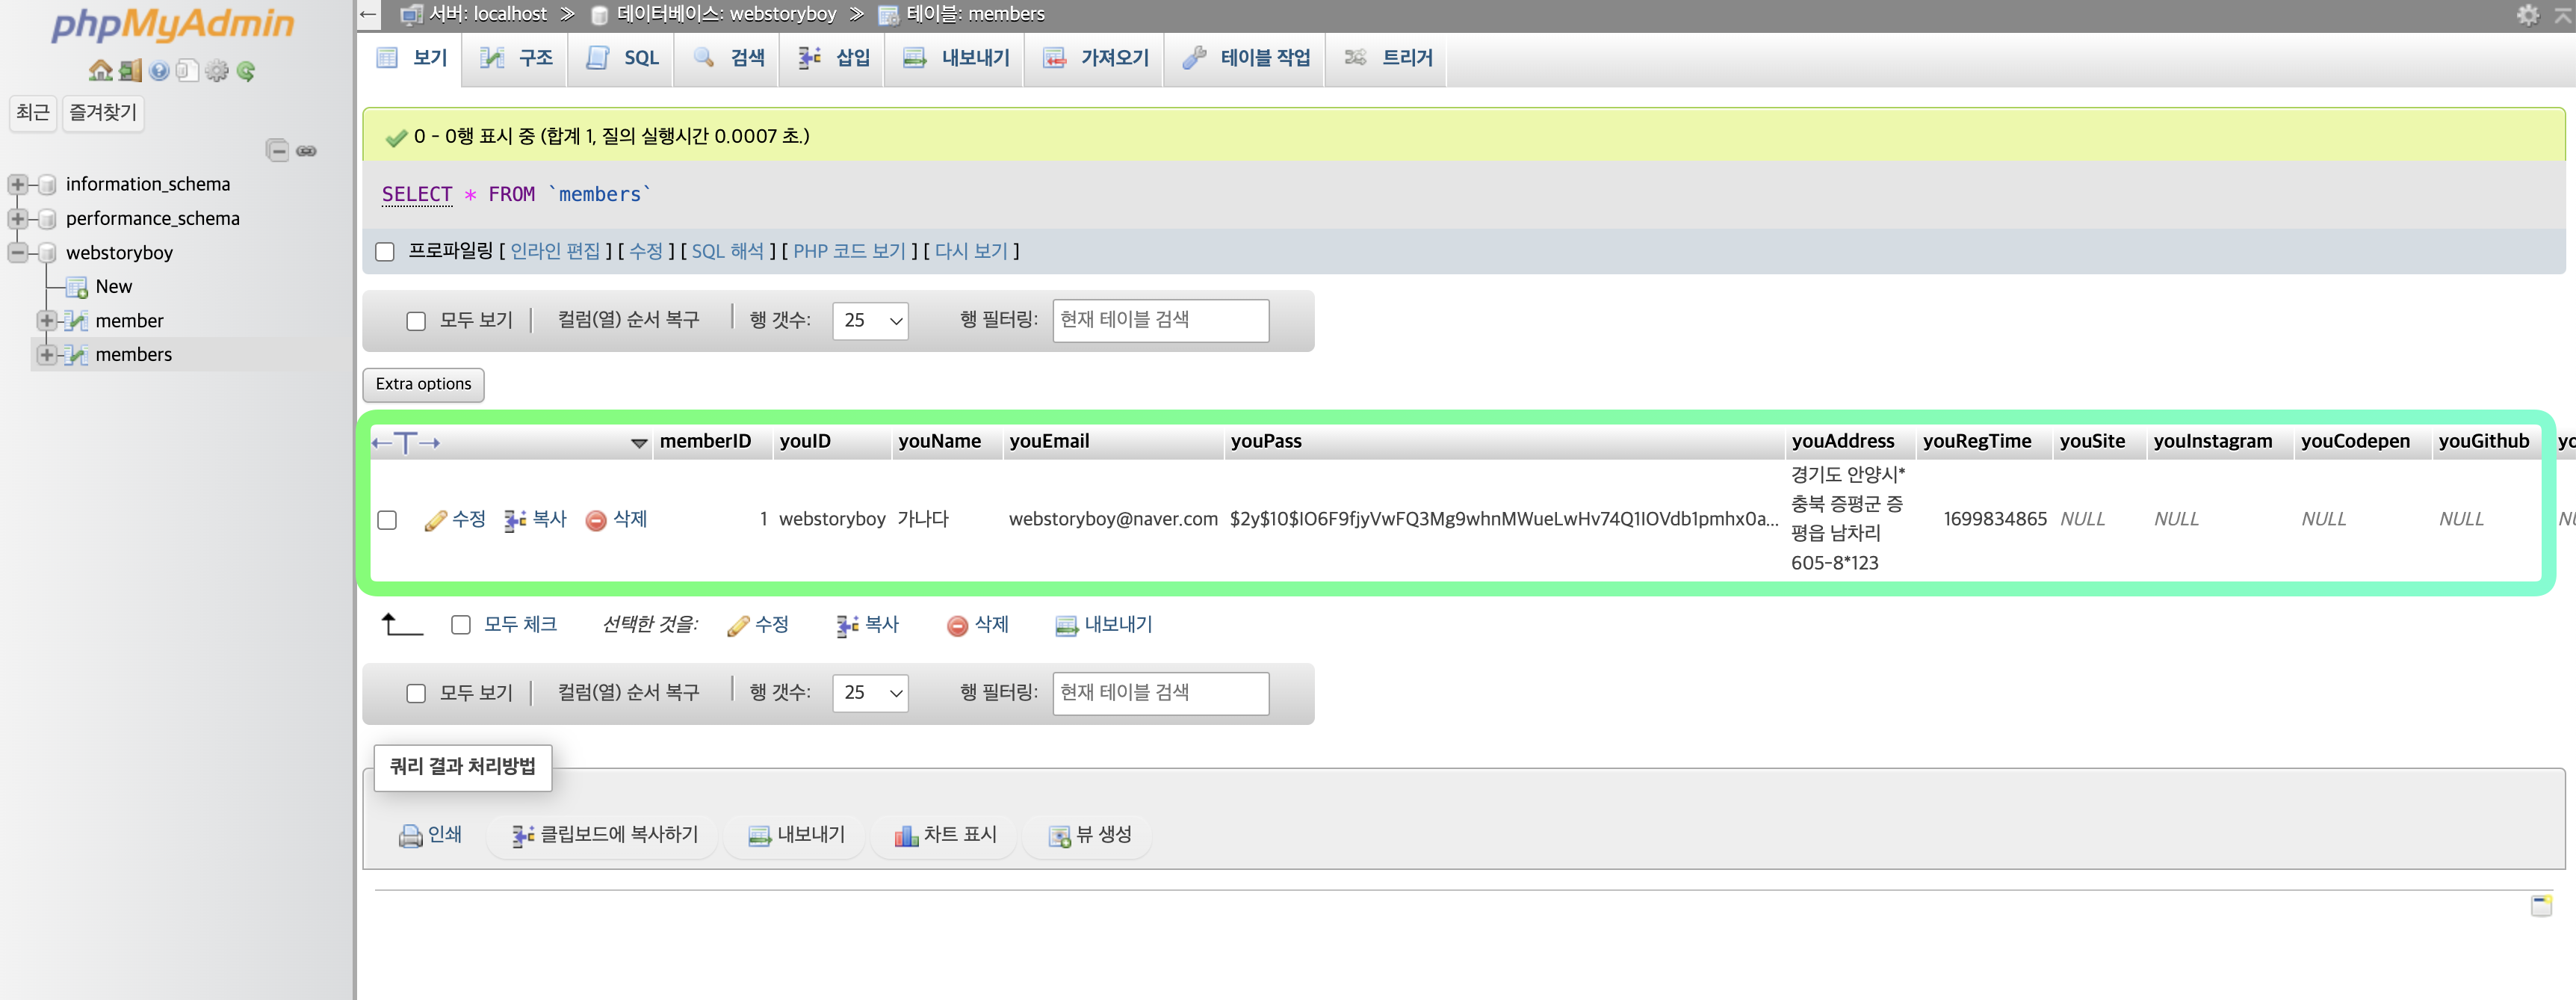 phpMyAdmin
최근 즐겨찾기
information_schema
performance_schema
webstoryboy
New
member
members
← 서버: localhost » 데이터베이스: webstoryboy » 테이블: members
보기 구조 SQL 검색 삽입 내보내기 가져오기 테이블 작업 트리거
0 - 0행 표시 중 (합계 1, 질의 실행시간 0.0007 초.)
SELECT * FROM `members`
프로파일링 [ 인라인 편집 ] [ 수정 ] [ SQL 해석 ] [ PHP 코드 보기 ] [ 다시 보기 ]
모두 보기 | 컬럼(열) 순서 복구 | 행 갯수: 25 행 필터링: 현재 테이블 검색
Extra options
←T→ memberID youID youName youEmail youPass youAddress youRegTime youSite youInstagram youCodepen youGithub yo
수정 복사 삭제 1 webstoryboy 가나다 webstoryboy@naver.com $2y$10$IO6F9fjyVwFQ3Mg9whnMWueLwHv74Q1IOVdb1pmhx0a... 경기도 안양시*
충북 증평군 증
평읍 남차리
605-8*123 1699834865 NULL NULL NULL NULL NU
모두 체크 선택한 것을: 수정 복사 삭제 내보내기
모두 보기 | 컬럼(열) 순서 복구 | 행 갯수: 25 행 필터링: 현재 테이블 검색
쿼리 결과 처리방법
인쇄 클립보드에 복사하기 내보내기 차트 표시 뷰 생성